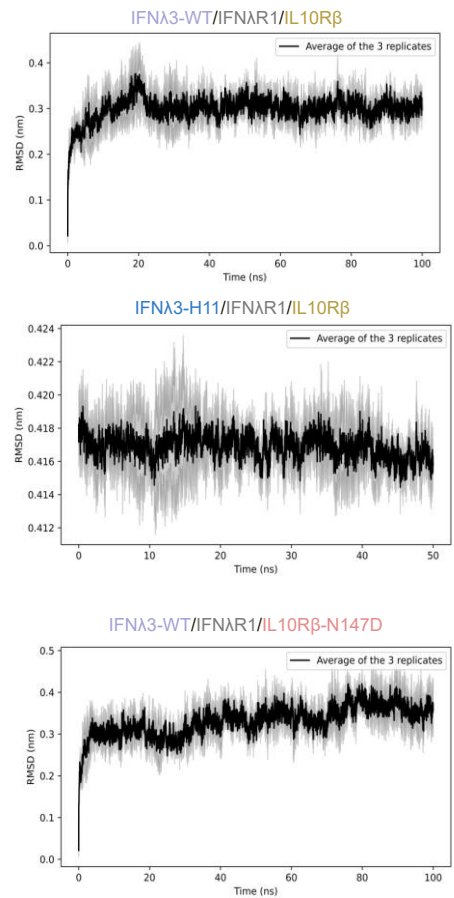 IFNλ3-WT/IFNλR1/IL10Rβ
Average of the 3 replicates
0.4
0.3
0.2
0.1
0.0
RMSD (nm)
0 20 40 60 80 100
Time (ns)
IFNλ3-H11/IFNλR1/IL10Rβ
Average of the 3 replicates
0.424
0.422
0.420
0.418
0.416
0.414
0.412
RMSD (nm)
0 10 20 30 40 50
Time (ns)
IFNλ3-WT/IFNλR1/IL10Rβ-N147D
Average of the 3 replicates
0.5
0.4
0.3
0.2
0.1
0.0
RMSD (nm)
0 20 40 60 80 100
Time (ns)